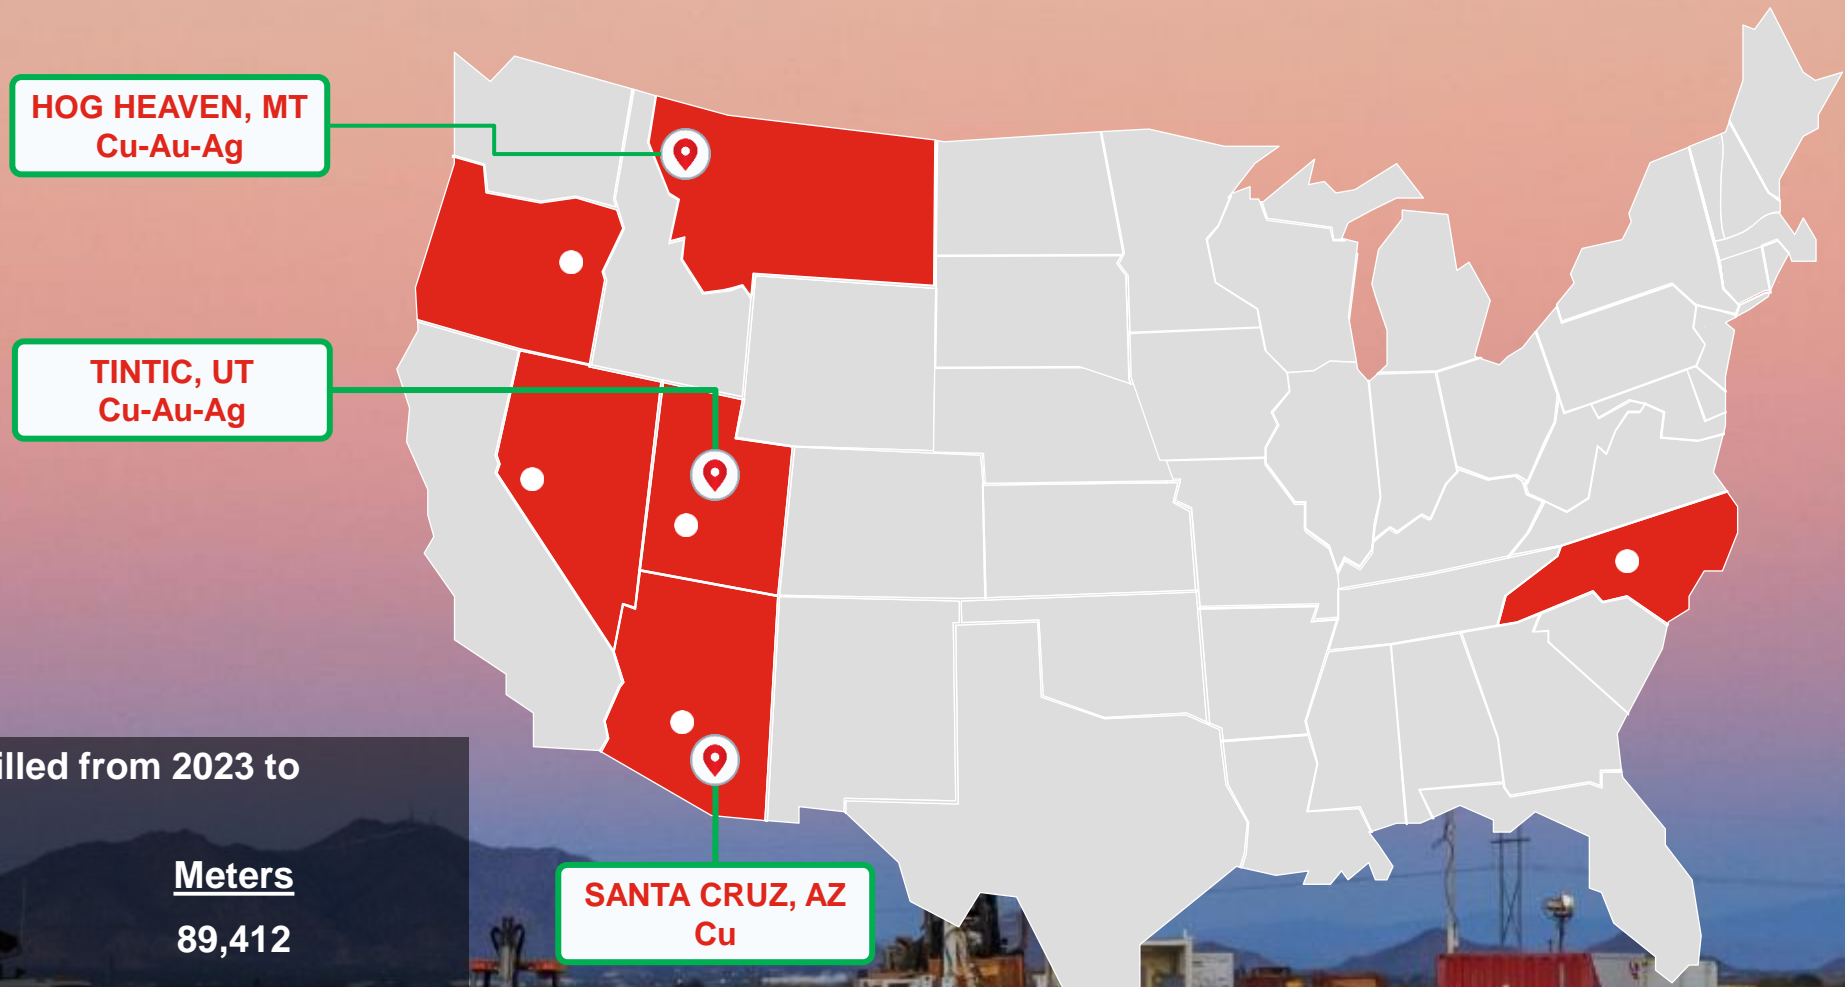 HOG HEAVEN, MT
Cu-Au-Ag
TINTIC, UT
Cu-Au-Ag
illed from 2023 to
Meters
89,412
SANTA CRUZ, AZ
Cu